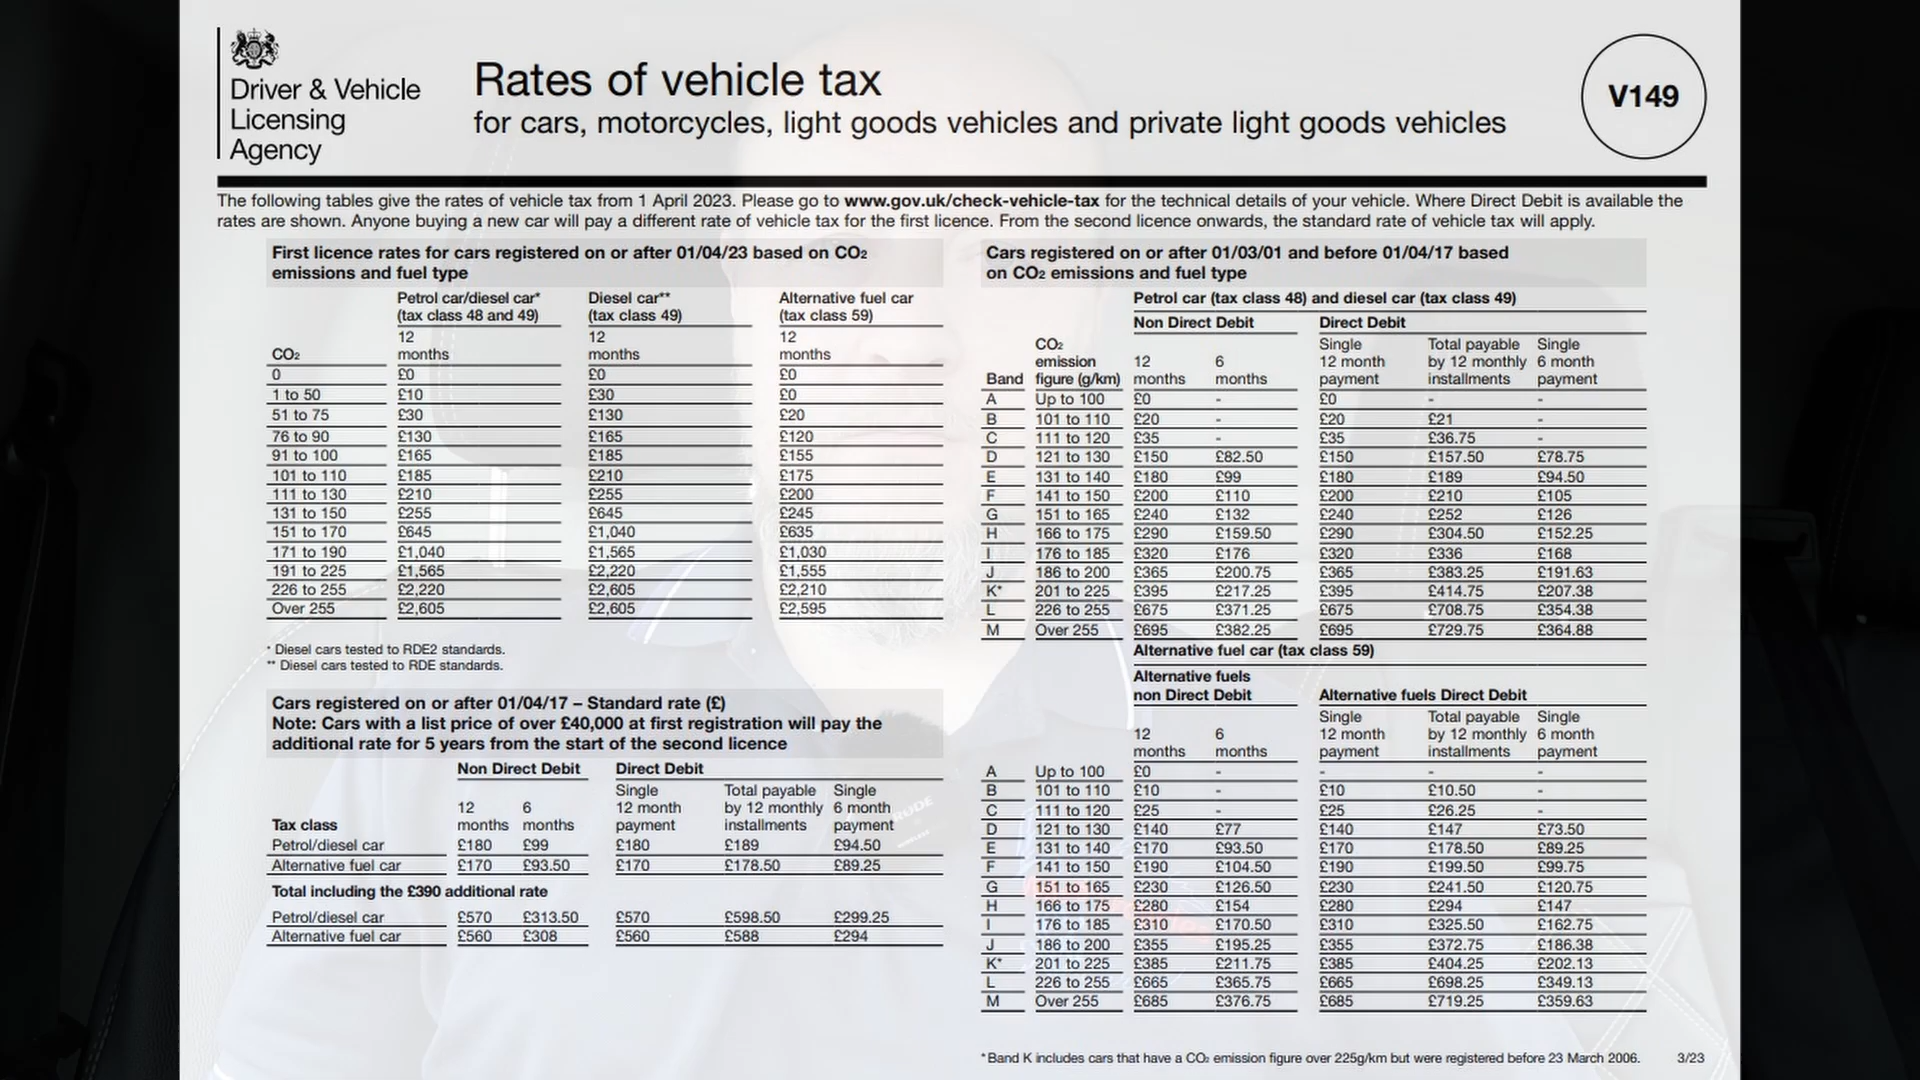 Driver & Vehicle
Licensing
Agency
Rates of vehicle tax
for cars, motorcycles, light goods vehicles and private light goods vehicles
V149
The following tables give the rates of vehicle tax from 1 April 2023. Please go to www.gov.uk/check-vehicle-tax for the technical details of your vehicle. Where Direct Debit is available the
rates are shown. Anyone buying a new car will pay a different rate of vehicle tax for the first licence. From the second licence onwards, the standard rate of vehicle tax will apply.
First licence rates for cars registered on or after 01/04/23 based on CO2
emissions and fuel type
Petrol car/diesel car* Diesel car** Alternative fuel car
(tax class 48 and 49) (tax class 49) (tax class 59)
12 12 12
CO2 months months months
0 £0 £0 £0
1 to 50 £10 £30 £0
51 to 75 £30 £130 £20
76 to 90 £130 £165 £120
91 to 100 £165 £185 £155
101 to 110 £185 £210 £175
111 to 130 £210 £255 £200
131 to 150 £255 £645 £245
151 to 170 £645 £1,040 £635
171 to 190 £1,040 £1,565 £1,030
191 to 225 £1,565 £2,220 £1,555
226 to 255 £2,220 £2,605 £2,210
Over 255 £2,605 £2,605 £2,595
* Diesel cars tested to RDE2 standards.
** Diesel cars tested to RDE standards.
Cars registered on or after 01/04/17 – Standard rate (£)
Note: Cars with a list price of over £40,000 at first registration will pay the
additional rate for 5 years from the start of the second licence
Non Direct Debit Direct Debit
Single Total payable Single
12 6 12 month by 12 monthly 6 month
Tax class months months payment installments payment
Petrol/diesel car £180 £99 £180 £189 £94.50
Alternative fuel car £170 £93.50 £170 £178.50 £89.25
Total including the £390 additional rate
Petrol/diesel car £570 £313.50 £570 £598.50 £299.25
Alternative fuel car £560 £308 £560 £588 £294
Cars registered on or after 01/03/01 and before 01/04/17 based
on CO2 emissions and fuel type
Petrol car (tax class 48) and diesel car (tax class 49)
Non Direct Debit Direct Debit
CO2 Single Total payable Single
emission 12 6 12 month by 12 monthly 6 month
Band figure (g/km) months months payment installments payment
A Up to 100 £0 - £0 - -
B 101 to 110 £20 - £20 £21 -
C 111 to 120 £35 - £35 £36.75 -
D 121 to 130 £150 £82.50 £150 £157.50 £78.75
E 131 to 140 £180 £99 £180 £189 £94.50
F 141 to 150 £200 £110 £200 £210 £105
G 151 to 165 £240 £132 £240 £252 £126
H 166 to 175 £290 £159.50 £290 £304.50 £152.25
I 176 to 185 £320 £176 £320 £336 £168
J 186 to 200 £365 £200.75 £365 £383.25 £191.63
K* 201 to 225 £395 £217.25 £395 £414.75 £207.38
L 226 to 255 £675 £371.25 £675 £708.75 £354.38
M Over 255 £695 £382.25 £695 £729.75 £364.88
Alternative fuel car (tax class 59)
Alternative fuels
non Direct Debit Alternative fuels Direct Debit
Single Total payable Single
12 6 12 month by 12 monthly 6 month
months months payment installments payment
A Up to 100 £0 - - - -
B 101 to 110 £10 - £10 £10.50 -
C 111 to 120 £25 - £25 £26.25 -
D 121 to 130 £140 £77 £140 £147 £73.50
E 131 to 140 £170 £93.50 £170 £178.50 £89.25
F 141 to 150 £190 £104.50 £190 £199.50 £99.75
G 151 to 165 £230 £126.50 £230 £241.50 £120.75
H 166 to 175 £280 £154 £280 £294 £147
I 176 to 185 £310 £170.50 £310 £325.50 £162.75
J 186 to 200 £355 £195.25 £355 £372.75 £186.38
K* 201 to 225 £385 £211.75 £385 £404.25 £202.13
L 226 to 255 £665 £365.75 £665 £698.25 £349.13
M Over 255 £685 £376.75 £685 £719.25 £359.63
*Band K includes cars that have a CO2 emission figure over 225g/km but were registered before 23 March 2006. 3/23
RODE